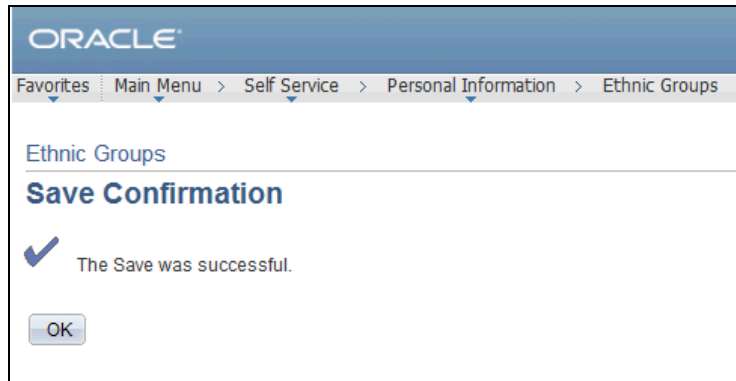 ORACLE
Favorites Main Menu > Self Service > Personal Information > Ethnic Groups
Ethnic Groups
Save Confirmation
The Save was successful.
OK